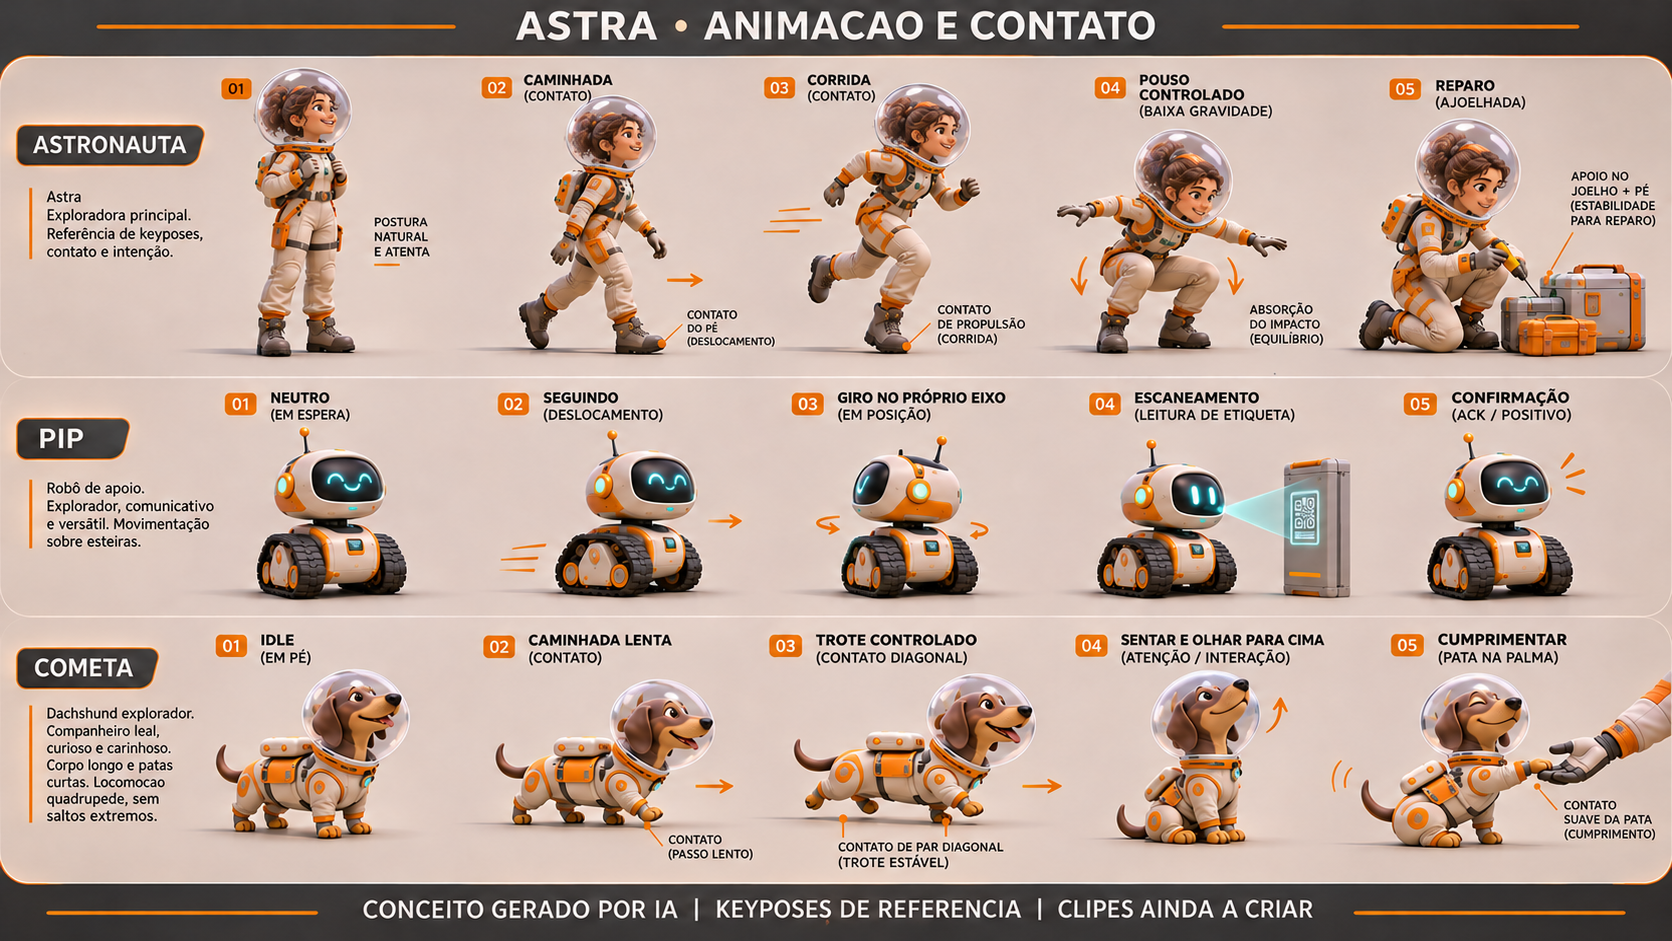 ASTRA • ANIMACAO E CONTATO
ASTRONAUTA
Astra
Exploradora principal.
Referência de keyposes,
contato e intenção.
01
POSTURA
NATURAL
E ATENTA
02
CAMINHADA
(CONTATO)
CONTATO
DO PÉ
(DESLOCAMENTO)
03
CORRIDA
(CONTATO)
CONTATO
DE PROPULSÃO
(CORRIDA)
04
POUSO
CONTROLADO
(BAIXA GRAVIDADE)
ABSORÇÃO
DO IMPACTO
(EQUILÍBRIO)
05
REPARO
(AJOELHADA)
APOIO NO
JOELHO + PÉ
(ESTABILIDADE
PARA REPARO)
PIP
Robô de apoio.
Explorador, comunicativo
e versátil. Movimentação
sobre esteiras.
01
NEUTRO
(EM ESPERA)
02
SEGUINDO
(DESLOCAMENTO)
03
GIRO NO PRÓPRIO EIXO
(EM POSIÇÃO)
04
ESCANEAMENTO
(LEITURA DE ETIQUETA)
05
CONFIRMAÇÃO
(ACK / POSITIVO)
COMETA
Dachshund explorador.
Companheiro leal,
curioso e carinhoso.
Corpo longo e patas
curtas. Locomocao
quadrupede, sem
saltos extremos.
01
IDLE
(EM PÉ)
02
CAMINHADA LENTA
(CONTATO)
CONTATO
(PASSO LENTO)
03
TROTE CONTROLADO
(CONTATO DIAGONAL)
CONTATO DE PAR DIAGONAL
(TROTE ESTÁVEL)
04
SENTAR E OLHAR PARA CIMA
(ATENÇÃO / INTERAÇÃO)
05
CUMPRIMENTAR
(PATA NA PALMA)
CONTATO
SUAVE DA PATA
(CUMPRIMENTO)
CONCEITO GERADO POR IA | KEYPOSES DE REFERENCIA | CLIPES AINDA A CRIAR